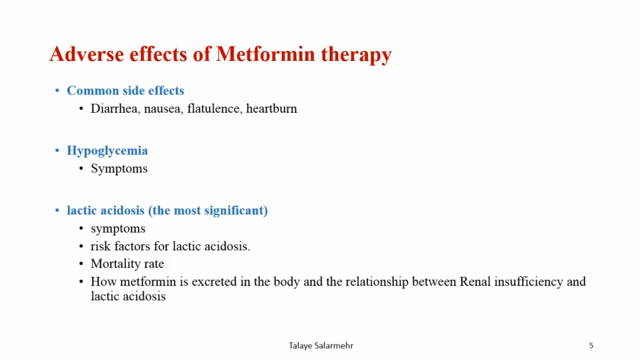 Adverse effects of Metformin therapy
• Common side effects
• Diarrhea, nausea, flatulence, heartburn
• Hypoglycemia
• Symptoms
• lactic acidosis (the most significant)
• symptoms
• risk factors for lactic acidosis.
• Mortality rate
• How metformin is excreted in the body and the relationship between Renal insufficiency and
lactic acidosis
Talaye Salarmehr
5